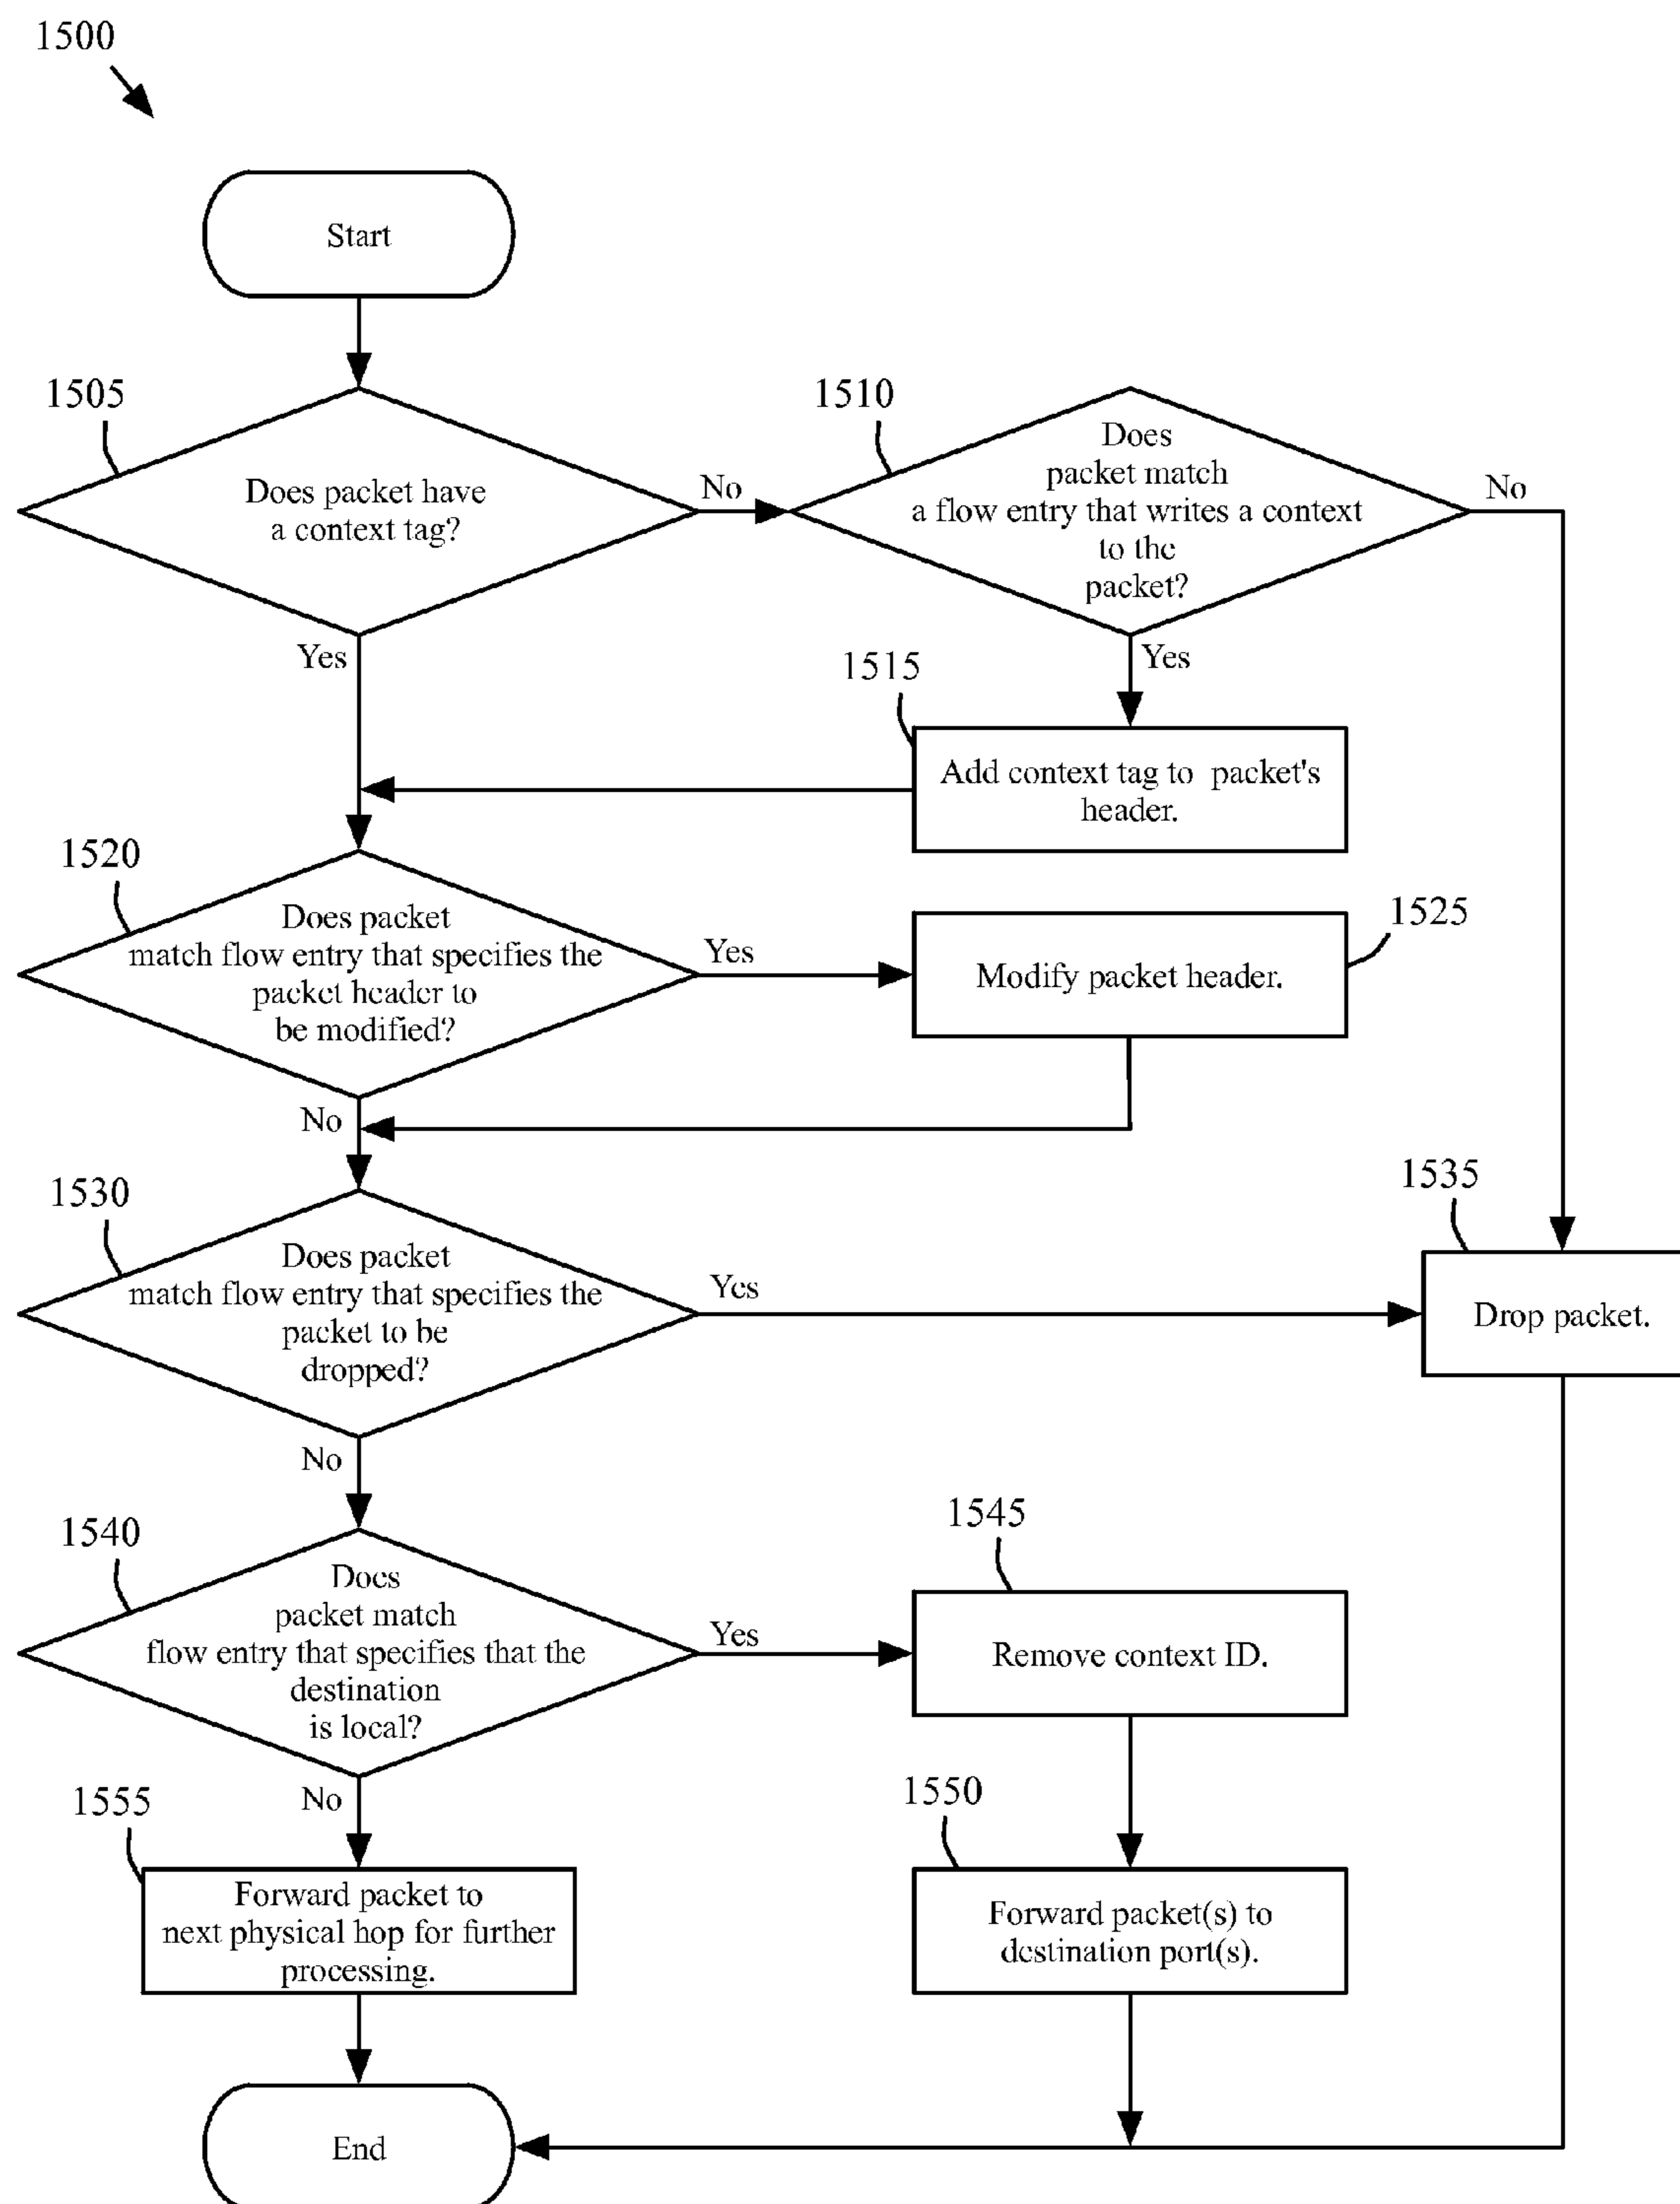 1500
Start
1505
Does packet have
a context tag?
No
1510
Does
packet match
a flow entry that writes a context
to the
packet?
No
Yes
Yes
1515
Add context tag to packet's
header.
1520
Does packet
match flow entry that specifies the
packet header to
be modified?
Yes
1525
Modify packet header.
No
1530
Does packet
match flow entry that specifies the
packet to be
dropped?
Yes
1535
Drop packet.
No
1540
Does
packet match
flow entry that specifies that the
destination
is local?
Yes
1545
Remove context ID.
No
1555
Forward packet to
next physical hop for further
processing.
1550
Forward packet(s) to
destination port(s).
End